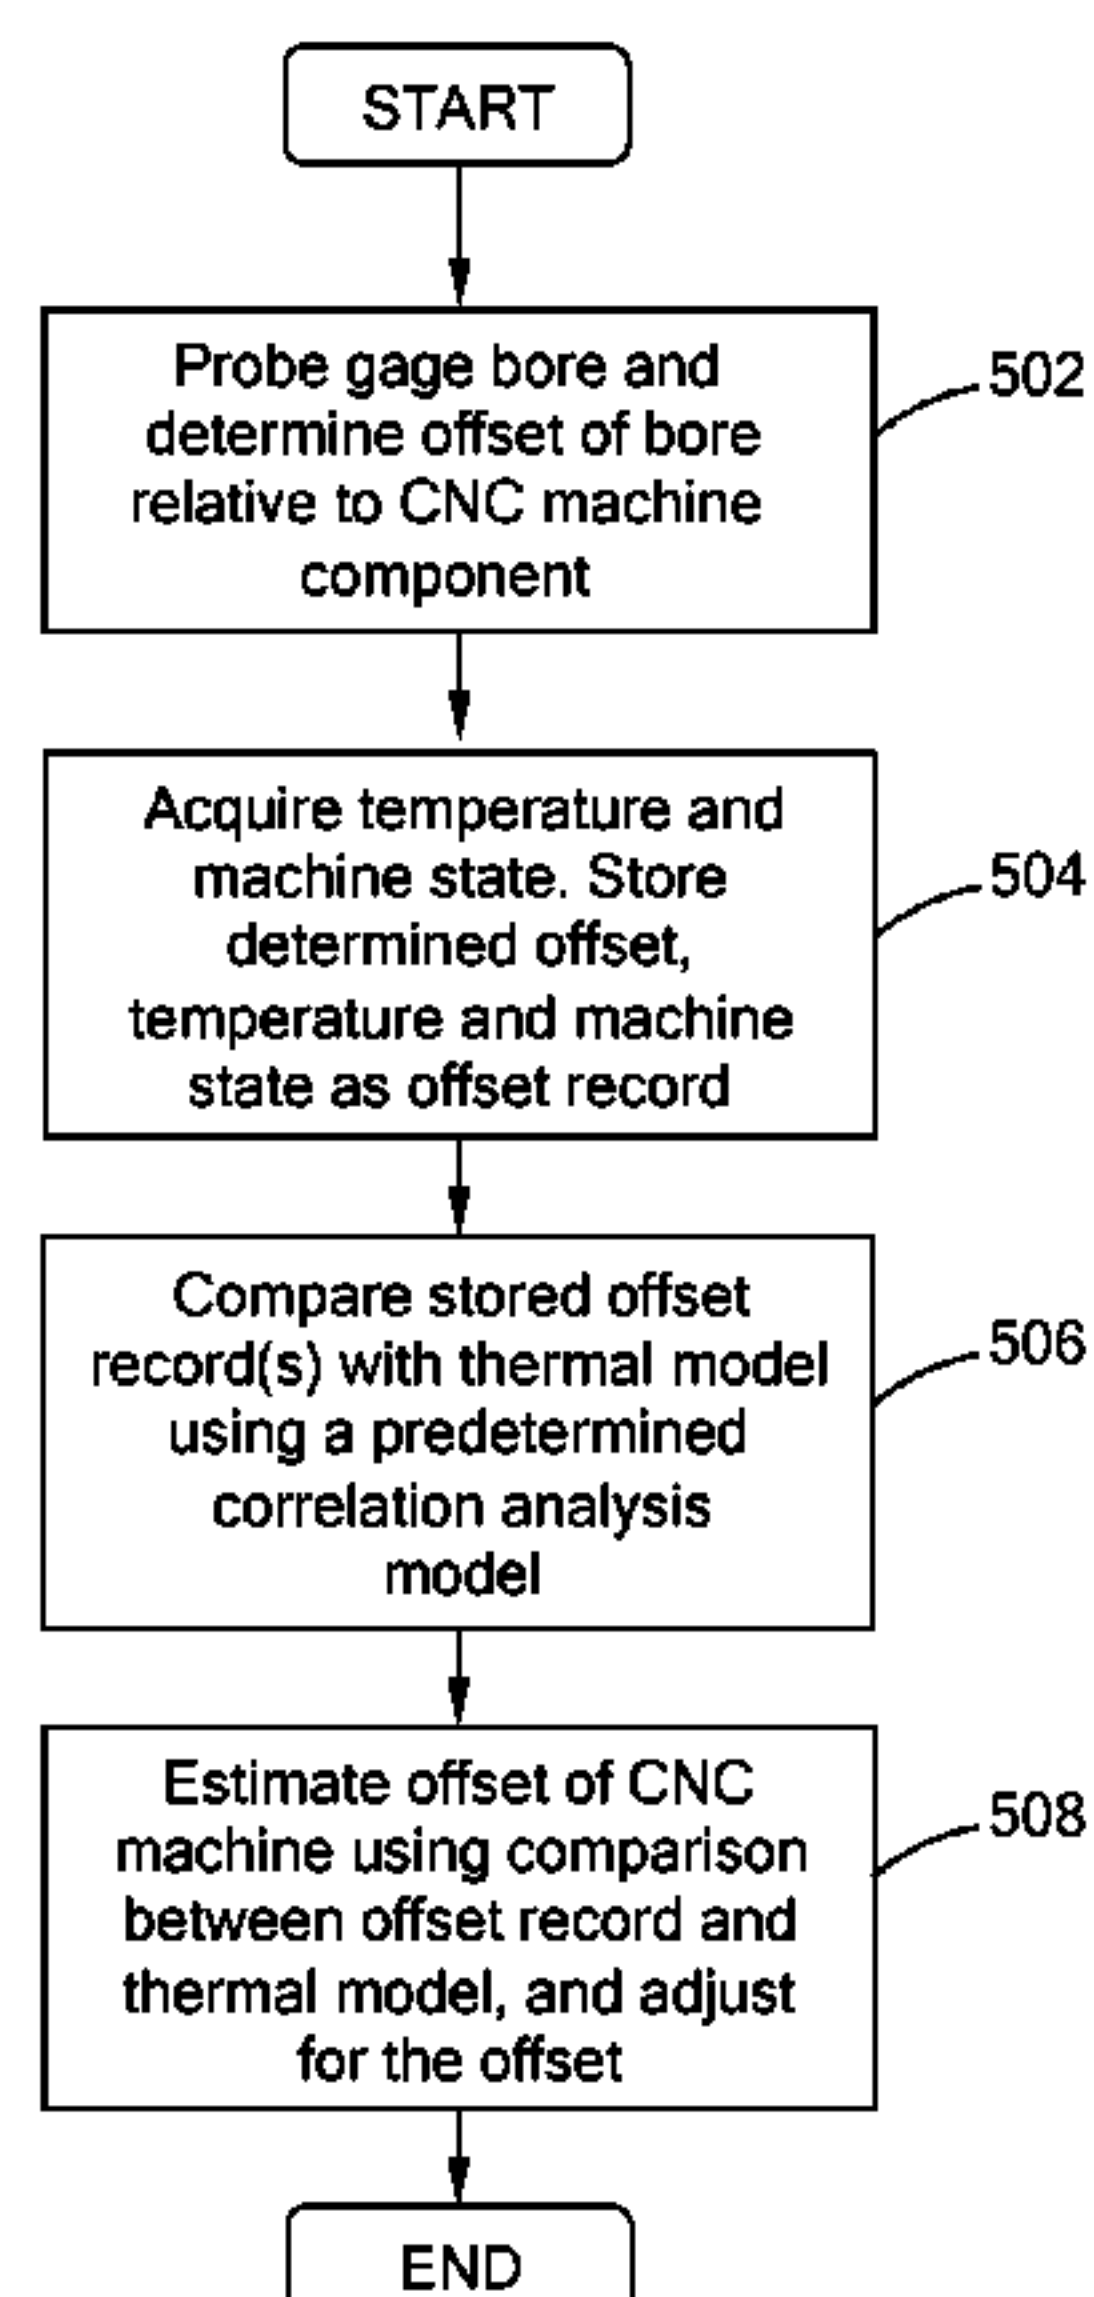 START
Probe gage bore and
determine offset of bore
relative to CNC machine
component
502
Acquire temperature and
machine state. Store
determined offset,
temperature and machine
state as offset record
504
Compare stored offset
record(s) with thermal model
using a predetermined
correlation analysis
model
506
Estimate offset of CNC
machine using comparison
between offset record and
thermal model, and adjust
for the offset
508
END